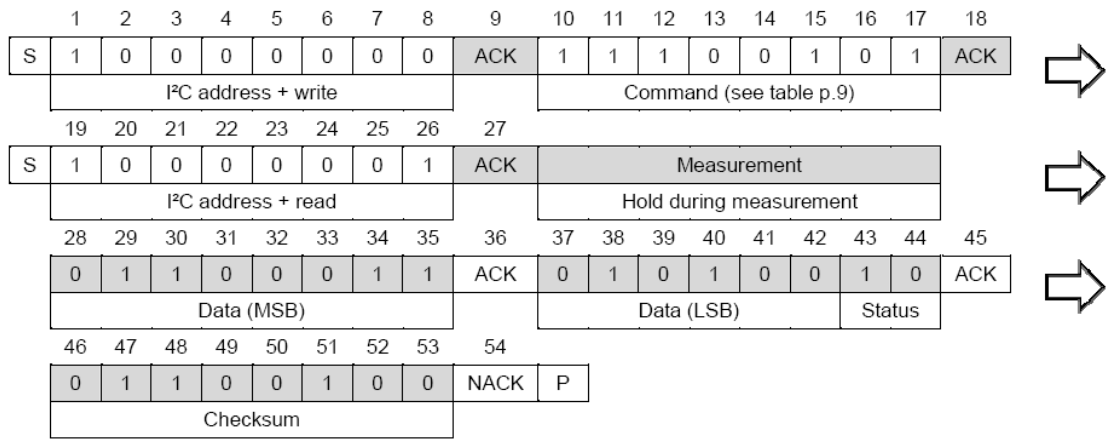 1 2 3 4 5 6 7 8 9 10 11 12 13 14 15 16 17 18
S 1 0 0 0 0 0 0 0 ACK 1 1 1 0 0 1 0 1 ACK
I²C address + write Command (see table p.9)
19 20 21 22 23 24 25 26 27
S 1 0 0 0 0 0 0 1 ACK Measurement
I²C address + read Hold during measurement
28 29 30 31 32 33 34 35 36 37 38 39 40 41 42 43 44 45
0 1 1 0 0 0 1 1 ACK 0 1 0 1 0 0 1 0 ACK
Data (MSB) Data (LSB) Status
46 47 48 49 50 51 52 53 54
0 1 1 0 0 1 0 0 NACK P
Checksum